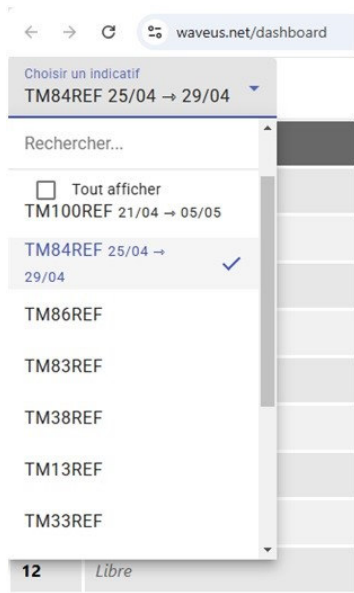 waveus.net/dashboard
Choisir un indicatif
TM84REF 25/04 → 29/04
Rechercher...
Tout afficher
TM100REF 21/04 → 05/05
TM84REF 25/04 →
29/04
TM86REF
TM83REF
TM38REF
TM13REF
TM33REF
12 Libre